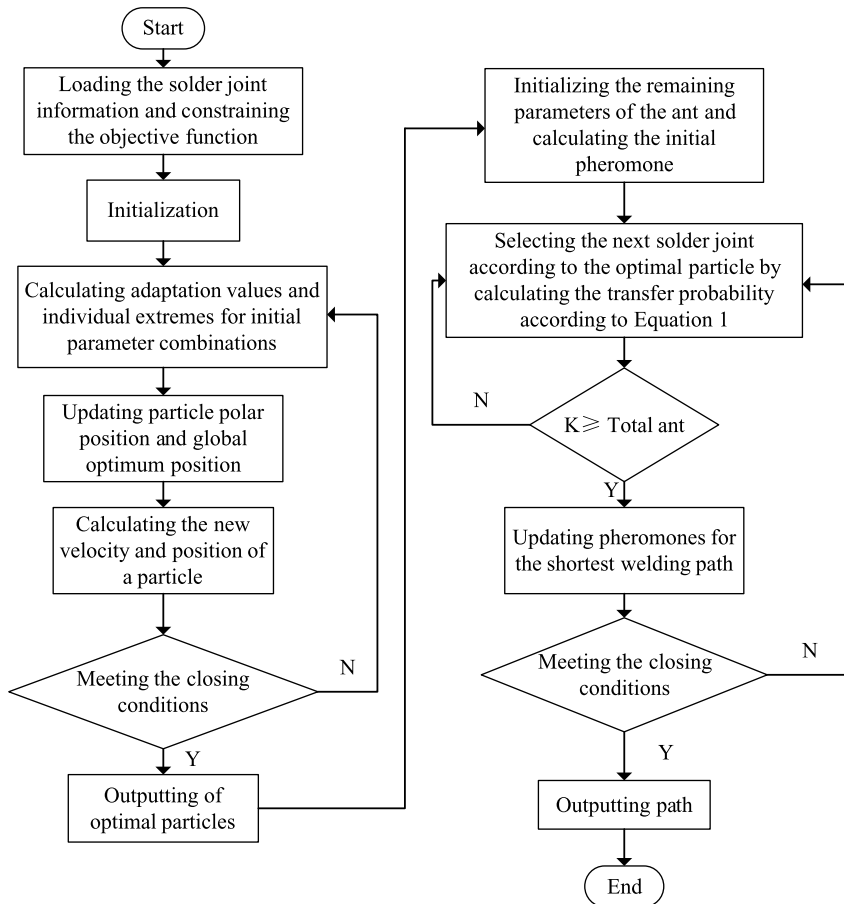 Start
Loading the solder joint
information and constraining
the objective function
Initialization
Calculating adaptation values and
individual extremes for initial
parameter combinations
Updating particle polar
position and global
optimum position
Calculating the new
velocity and position of
a particle
Meeting the closing
conditions
N
Y
Outputting of
optimal particles
Initializing the remaining
parameters of the ant and
calculating the initial
pheromone
Selecting the next solder joint
according to the optimal particle by
calculating the transfer probability
according to Equation 1
N
K≥ Total ant
Y
Updating pheromones for
the shortest welding path
Meeting the closing
conditions
N
Y
Outputting path
End